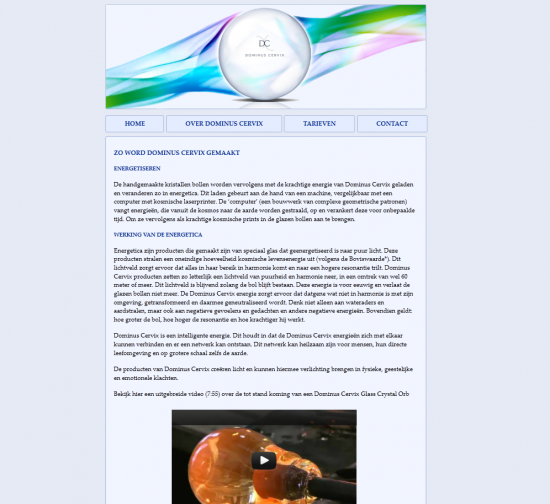 DC
DOMINUS CERVIX
HOME
OVER DOMINUS CERVIX
TARIEVEN
CONTACT
ZO WORD DOMINUS CERVIX GEMAAKT
ENERGETISEREN
De handgemaakte kristallen bollen worden vervolgens met de krachtige energie van Dominus Cervix geladen
en veranderen zo in energetica. Dit laden gebeurt aan de hand van een machine, vergelijkbaar met een
computer met kosmische laserprinter. De 'computer' (een bouwwerk van complexe geometrische patronen)
vangt energieën, die vanuit de kosmos naar de aarde worden gestraald, op en verankert deze voor onbepaalde
tijd. Om ze vervolgens als krachtige kosmische prints in de glazen bollen aan te brengen.
WERKING VAN DE ENERGETICA
Energetica zijn producten die gemaakt zijn van speciaal glas dat geenergetiseerd is naar puur licht. Deze
producten stralen een oneindige hoeveelheid kosmische levensenergie uit (volgens de Boviswaarde*). Dit
lichtveld zorgt ervoor dat alles in haar bereik in harmonie komt en naar een hogere resonantie trilt. Dominus
Cervix producten zetten zo letterlijk een lichtveld van puurheid en harmonie neer, in een omtrek van wel 60
meter of meer. Dit lichtveld is blijvend zolang de bol blijft bestaan. Deze energie is voor eeuwig en verlaat de
glazen bollen niet meer. De Dominus Cervix energie zorgt ervoor dat datgene wat niet in harmonie is met zijn
omgeving, getransformeerd en daarmee geneutraliseerd wordt. Denk niet alleen aan wateraders en
aardstralen, maar ook aan negatieve gevoelens en gedachten en andere negatieve energieën. Bovendien geldt:
hoe groter de bol, hoe hoger de resonantie en hoe krachtiger hij werkt.
Dominus Cervix is een intelligente energie. Dit houdt in dat de Dominus Cervix energieën zich met elkaar
kunnen verbinden en er een netwerk kan ontstaan. Dit netwerk kan heilzaam zijn voor mensen, hun directe
leefomgeving en op grotere schaal zelfs de aarde.
De producten van Dominus Cervix creëren licht en kunnen hiermee verlichting brengen in fysieke, geestelijke
en emotionele klachten.
Bekijk hier een uitgebreide video (7:55) over de tot stand koming van een Dominus Cervix Glass Crystal Orb